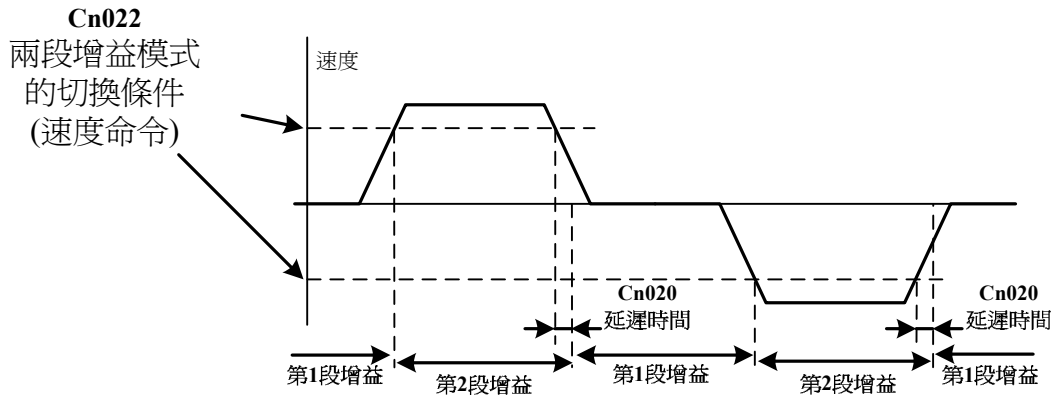 Cn022
兩段增益模式
的切換條件
(速度命令)
速度
Cn020
延遲時間
Cn020
延遲時間
第1段增益
第2段增益
第1段增益
第2段增益
第1段增益